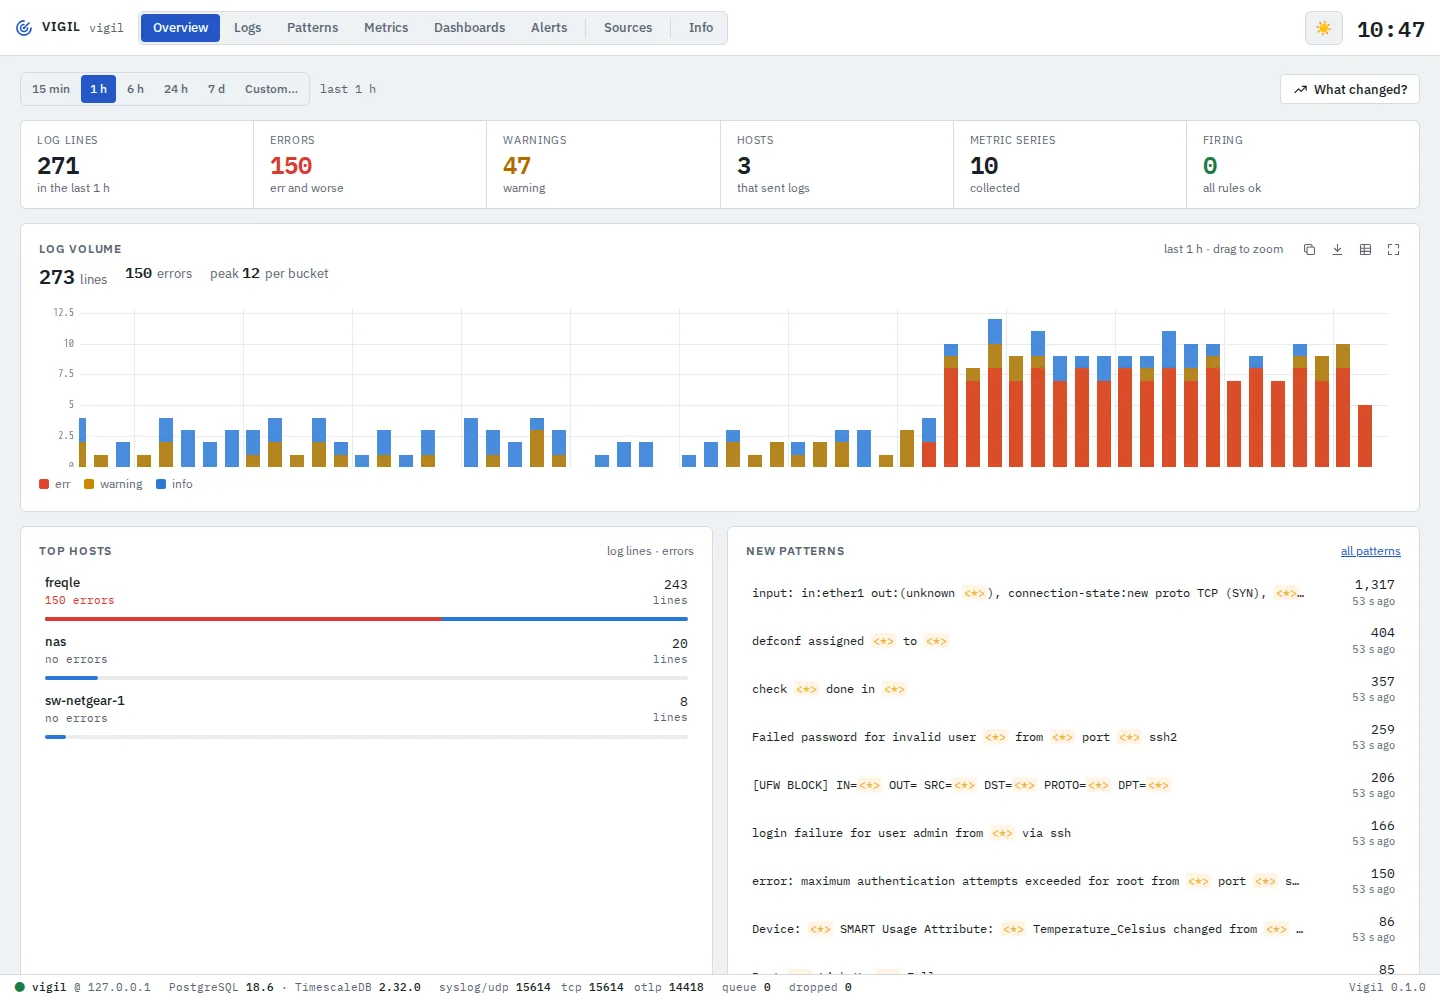 VIGIL vigil Overview Logs Patterns Metrics Dashboards Alerts Sources Info 10:47
15 min 1 h 6 h 24 h 7 d Custom... last 1 h What changed?
LOG LINES ERRORS WARNINGS HOSTS METRIC SERIES FIRING
271 150 47 3 10 0
in the last 1 h err and worse warning that sent logs collected all rules ok
LOG VOLUME last 1 h · drag to zoom
273 lines 150 errors peak 12 per bucket
12.5
10
7.5
5
2.5
0
err warning info
TOP HOSTS log lines · errors
freqle 243
150 errors lines
nas 20
no errors lines
sw-netgear-1 8
no errors lines
NEW PATTERNS all patterns
input: in:ether1 out:(unknown <*>), connection-state:new proto TCP (SYN), <*>… 1,317
53 s ago
defconf assigned <*> to <*> 404
53 s ago
check <*> done in <*> 357
53 s ago
Failed password for invalid user <*> from <*> port <*> ssh2 259
53 s ago
[UFW BLOCK] IN=<*> OUT= SRC=<*> DST=<*> PROTO=<*> DPT=<*> 206
53 s ago
login failure for user admin from <*> via ssh 166
53 s ago
error: maximum authentication attempts exceeded for root from <*> port <*> s… 150
53 s ago
Device: <*> SMART Usage Attribute: <*> Temperature_Celsius changed from <*> … 86
53 s ago
85
vigil @ 127.0.0.1 PostgreSQL 18.6 · TimescaleDB 2.32.0 syslog/udp 15614 tcp 15614 otlp 14418 queue 0 dropped 0 Vigil 0.1.0